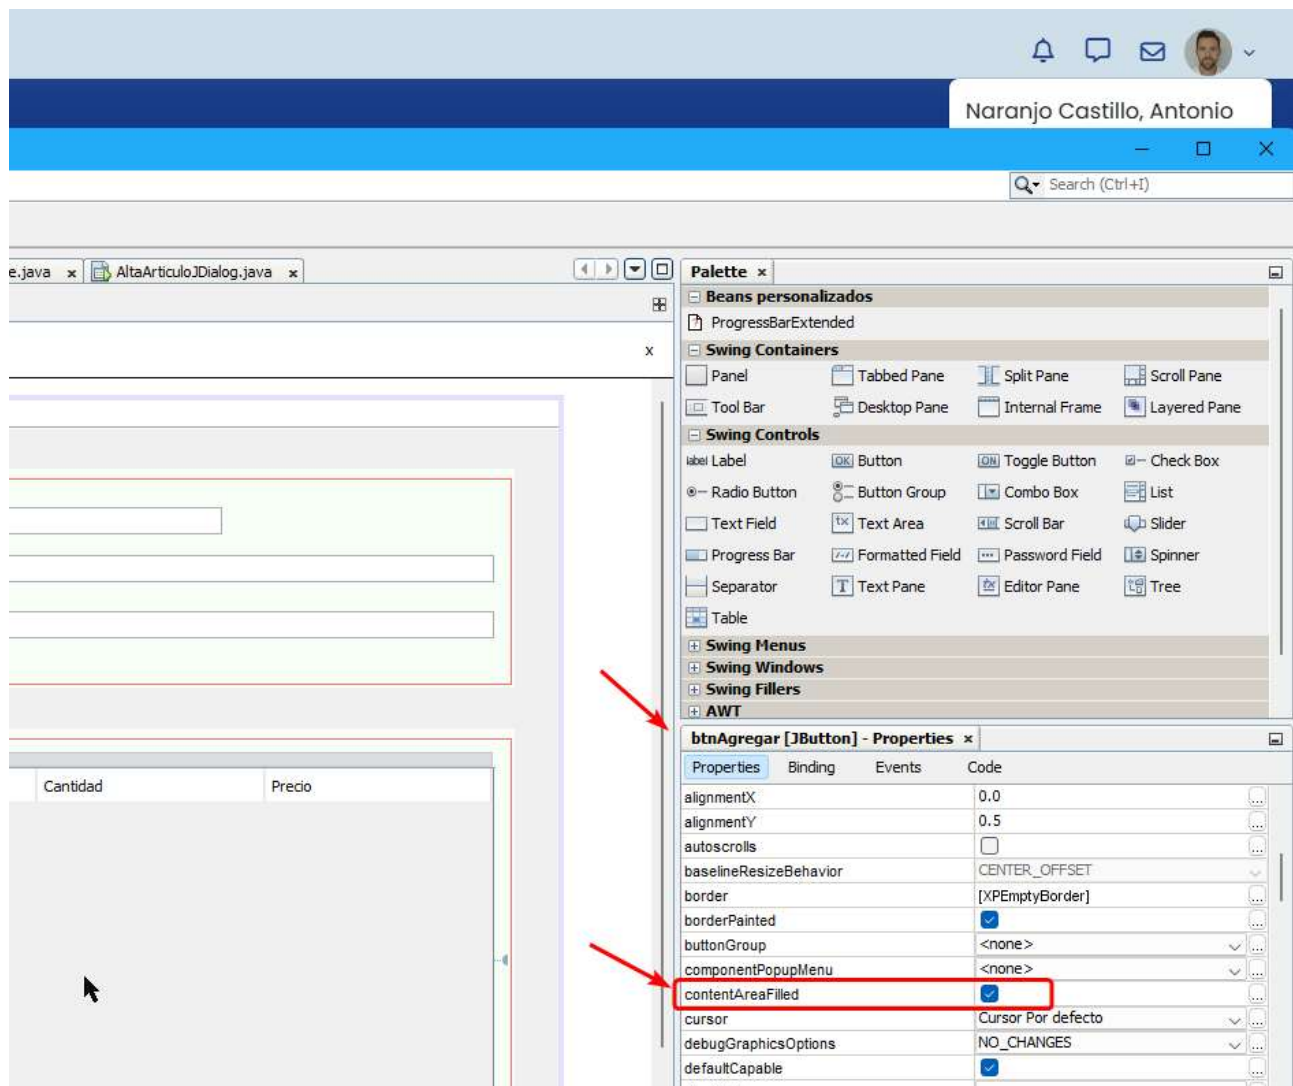 Naranjo Castillo, Antonio
Search (Ctrl+I)
e.java x AltaArticuloJDialog.java x
Palette x
Beans personalizados
ProgressBarExtended
x
Swing Containers
Panel Tabbed Pane Split Pane Scroll Pane
Tool Bar Desktop Pane Internal Frame Layered Pane
Swing Controls
label Label OK Button ON Toggle Button Check Box
Radio Button Button Group Combo Box List
Text Field Text Area Scroll Bar Slider
Progress Bar Formatted Field Password Field Spinner
Separator T Text Pane Editor Pane Tree
Table
Swing Menus
Swing Windows
Swing Fillers
AWT
btnAgregar [JButton] - Properties x
Properties Binding Events Code
Cantidad Precio
alignmentX 0.0 ...
alignmentY 0.5 ...
autoscrolls ...
baselineResizeBehavior CENTER_OFFSET
border [XPEmptyBorder] ...
borderPainted ...
buttonGroup <none> ...
componentPopupMenu <none> ...
contentAreaFilled ...
cursor Cursor Por defecto ...
debugGraphicsOptions NO_CHANGES ...
defaultCapable ...